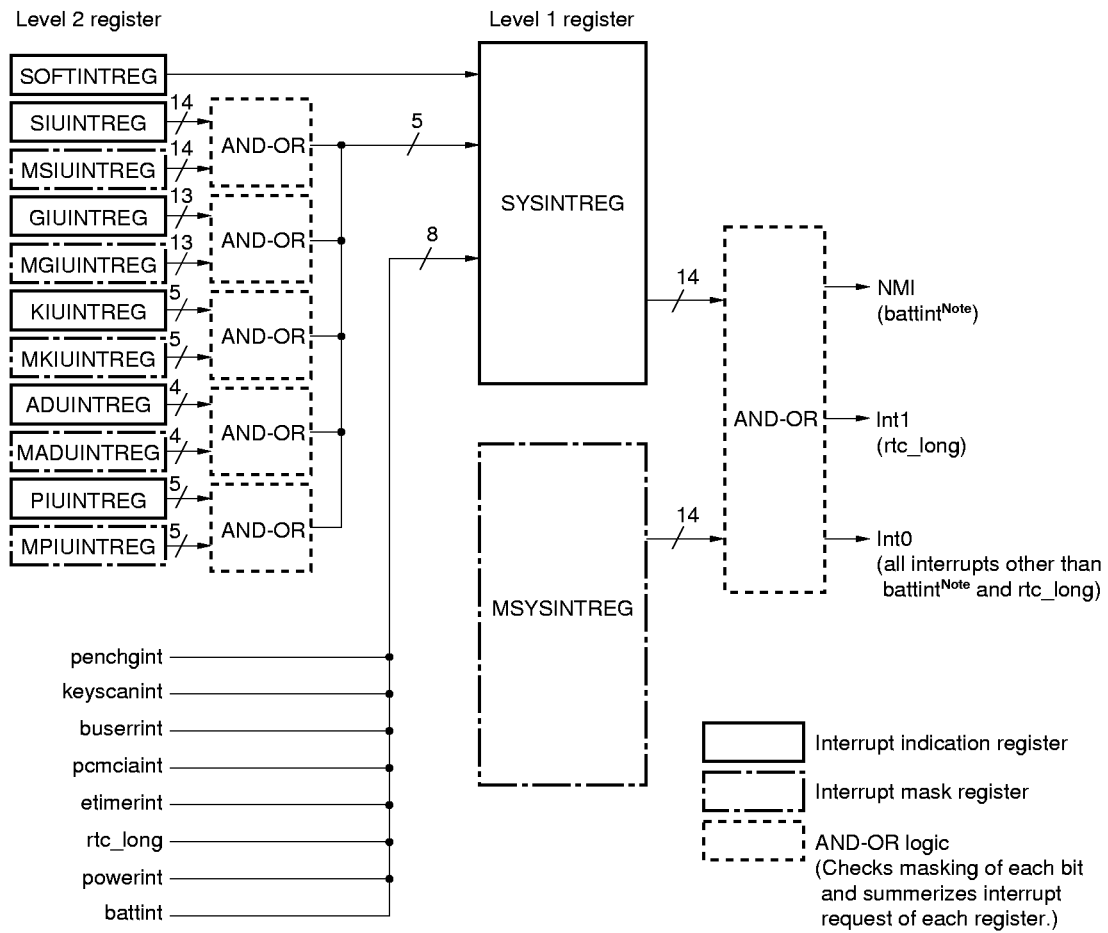 Level 2 register
Level 1 register
SOFTINTREG
SIUINTREG
14
MSIUINTREG
14
AND-OR
GIUINTREG
13
MGIUINTREG
13
AND-OR
KIUINTREG
5
MKIUINTREG
5
AND-OR
ADUINTREG
4
MADUINTREG
4
AND-OR
PIUINTREG
5
MPIUINTREG
5
AND-OR
5
8
SYSINTREG
14
MSYSINTREG
14
AND-OR
NMI
(battintNote)
Int1
(rtc_long)
Int0
(all interrupts other than
battintNote and rtc_long)
penchgint
keyscanint
buserrint
pcmciaint
etimerint
rtc_long
powerint
battint
Interrupt indication register
Interrupt mask register
AND-OR logic
(Checks masking of each bit
and summerizes interrupt
request of each register.)